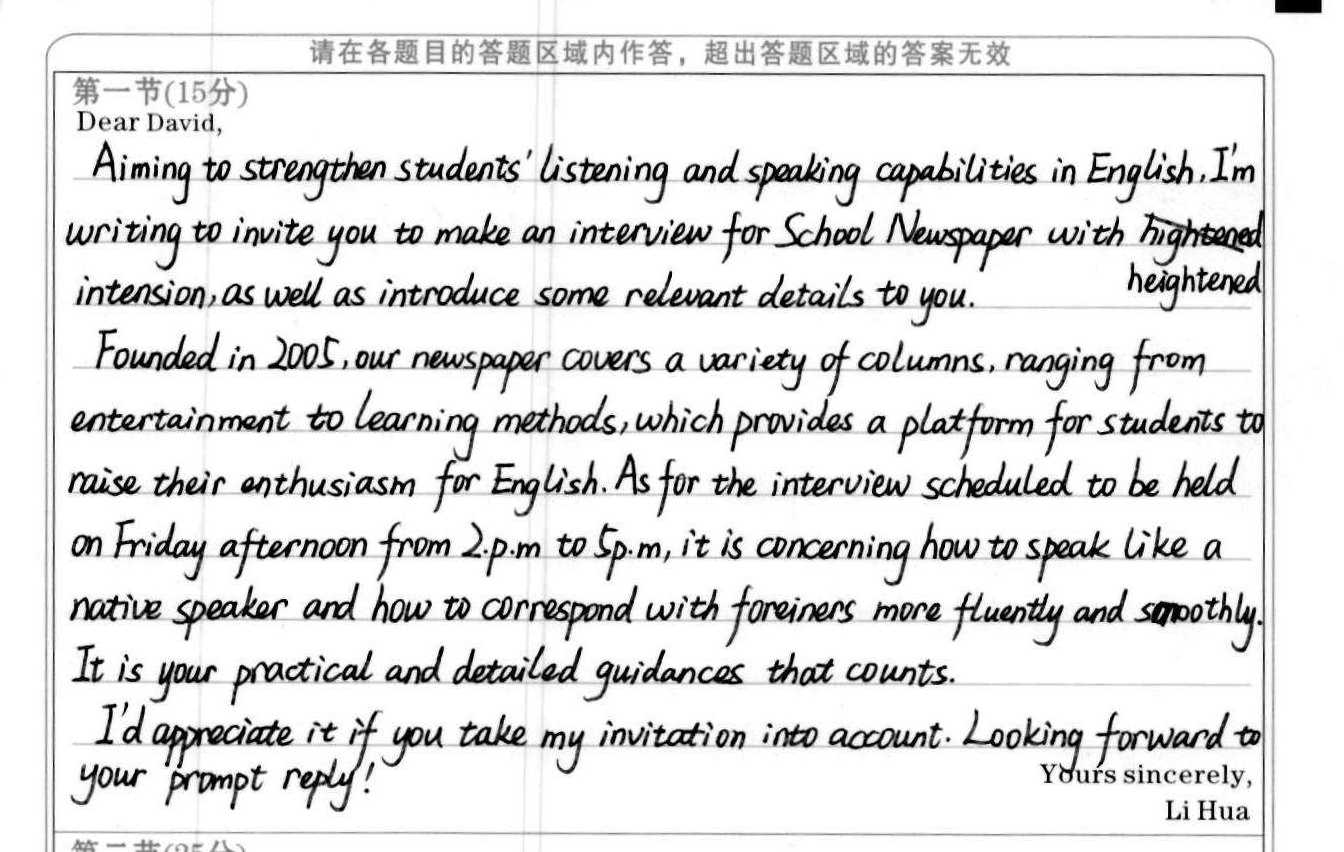 请在各题目的答题区域内作答，超出答题区域的答案无效
第一节(15分)
Dear David,
Aiming to strengthen students' listening and speaking capabilities in English, I'm
writing to invite you to make an interview for School Newspaper with hightened
heightened
intension, as well as introduce some relevant details to you.
Founded in 2005, our newspaper covers a variety of columns, ranging from
entertainment to learning methods, which provides a platform for students to
raise their enthusiasm for English. As for the interview scheduled to be held
on Friday afternoon from 2.p.m to 5p.m, it is concerning how to speak like a
native speaker and how to correspond with foreiners more fluently and smoothly.
It is your practical and detailed guidances that counts.
I'd appreciate it if you take my invitation into account. Looking forward to
your prompt reply!
Yours sincerely,
Li Hua
第二节(25分)